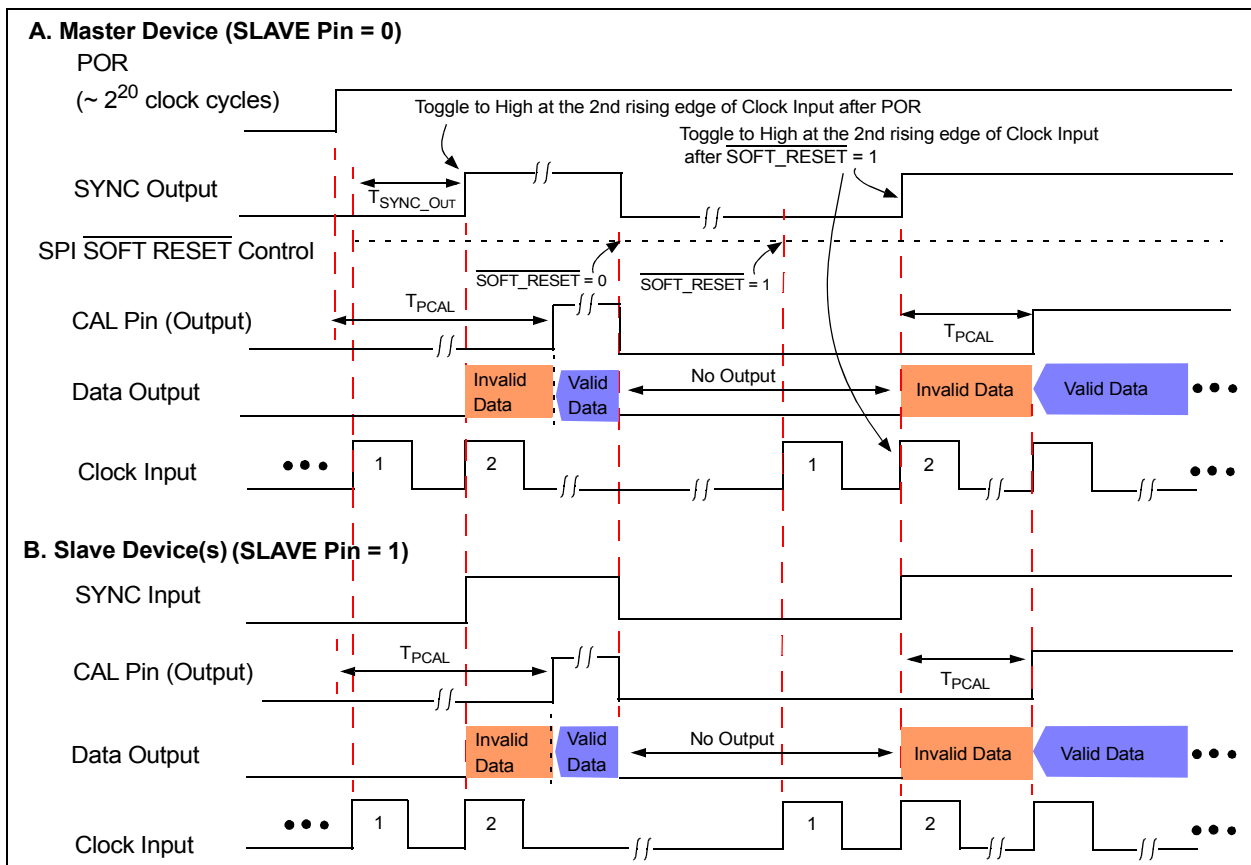 A. Master Device (SLAVE Pin = 0)
POR
(~ 2^20 clock cycles)
Toggle to High at the 2nd rising edge of Clock Input after POR
Toggle to High at the 2nd rising edge of Clock Input
after SOFT_RESET = 1
SYNC Output
TSYNC_OUT
SPI SOFT RESET Control
SOFT_RESET = 0
SOFT_RESET = 1
CAL Pin (Output)
TPCAL
TPCAL
Data Output
Invalid
Data
Valid
Data
No Output
Invalid Data
Valid Data
Clock Input
1
2
1
2
B. Slave Device(s) (SLAVE Pin = 1)
SYNC Input
CAL Pin (Output)
TPCAL
TPCAL
Data Output
Invalid
Data
Valid
Data
No Output
Invalid Data
Valid Data
Clock Input
1
2
1
2